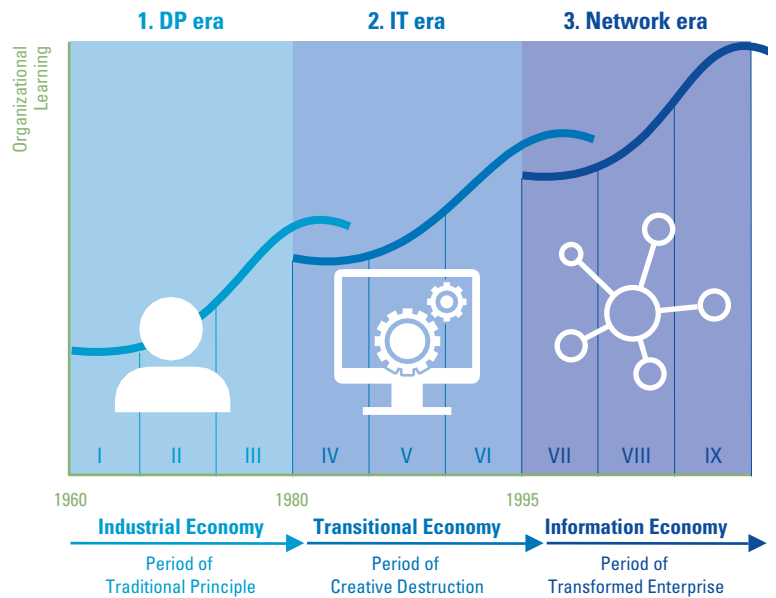 1. DP era
2. IT era
3. Network era
Organizational
Learning
I
II
III
IV
V
VI
VII
VIII
IX
1960
1980
1995
Industrial Economy
Transitional Economy
Information Economy
Period of
Traditional Principle
Period of
Creative Destruction
Period of
Transformed Enterprise